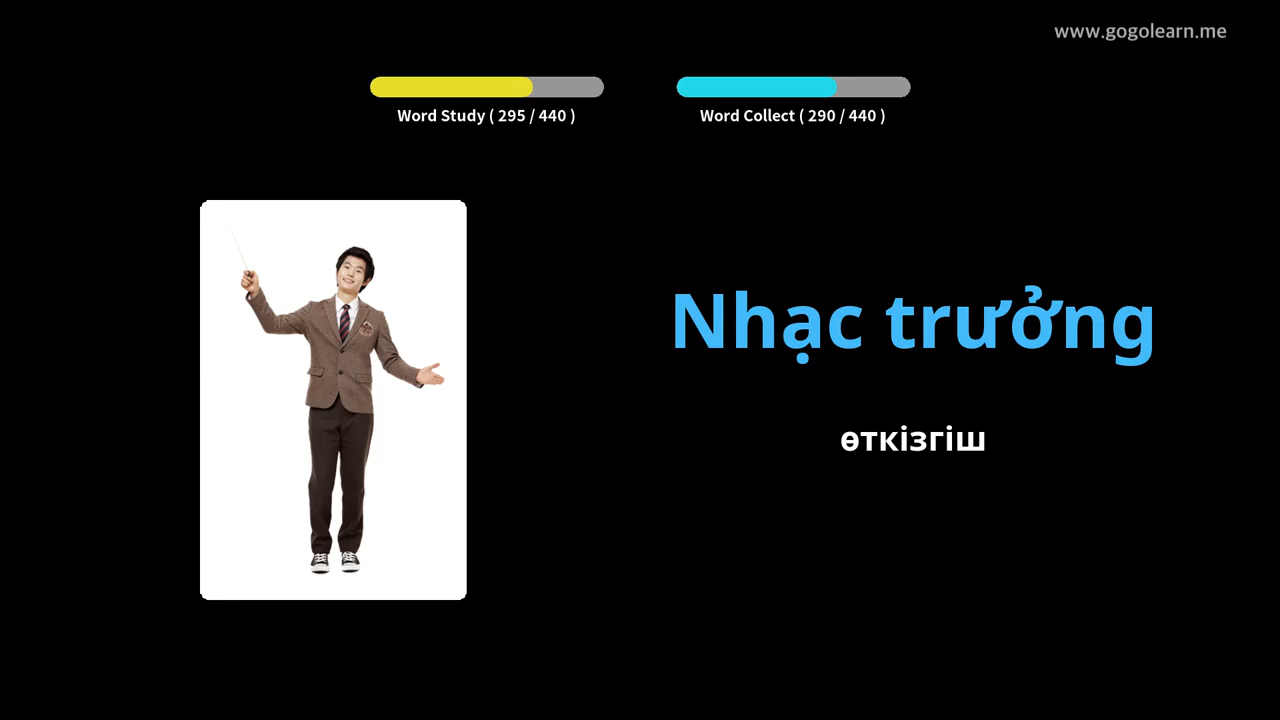 www.gogolearn.me
Word Study ( 295 / 440 )
Word Collect ( 290 / 440 )
Nhạc trưởng
өткізгіш